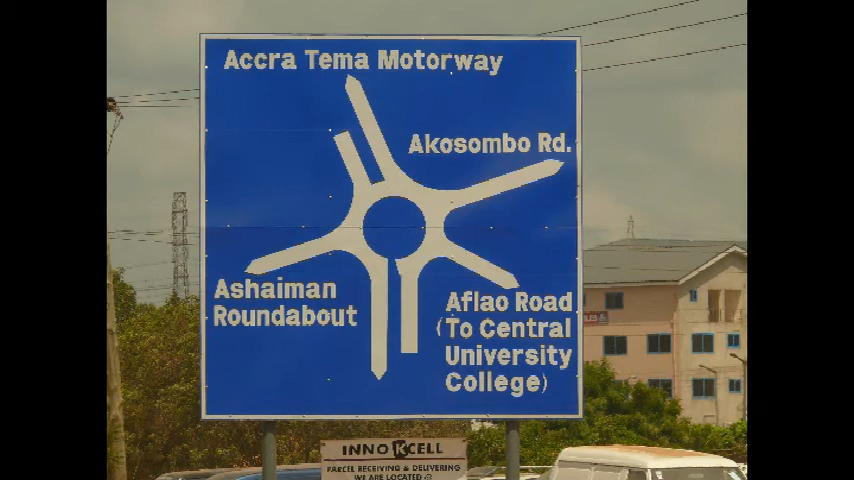 Accra Tema Motorway
Akosombo Rd.
Ashaiman
Roundabout
Aflao Road
(To Central
University
College)
INNO KCELL
PARCEL RECEIVING & DELIVERING
WE ARE LOCATED @